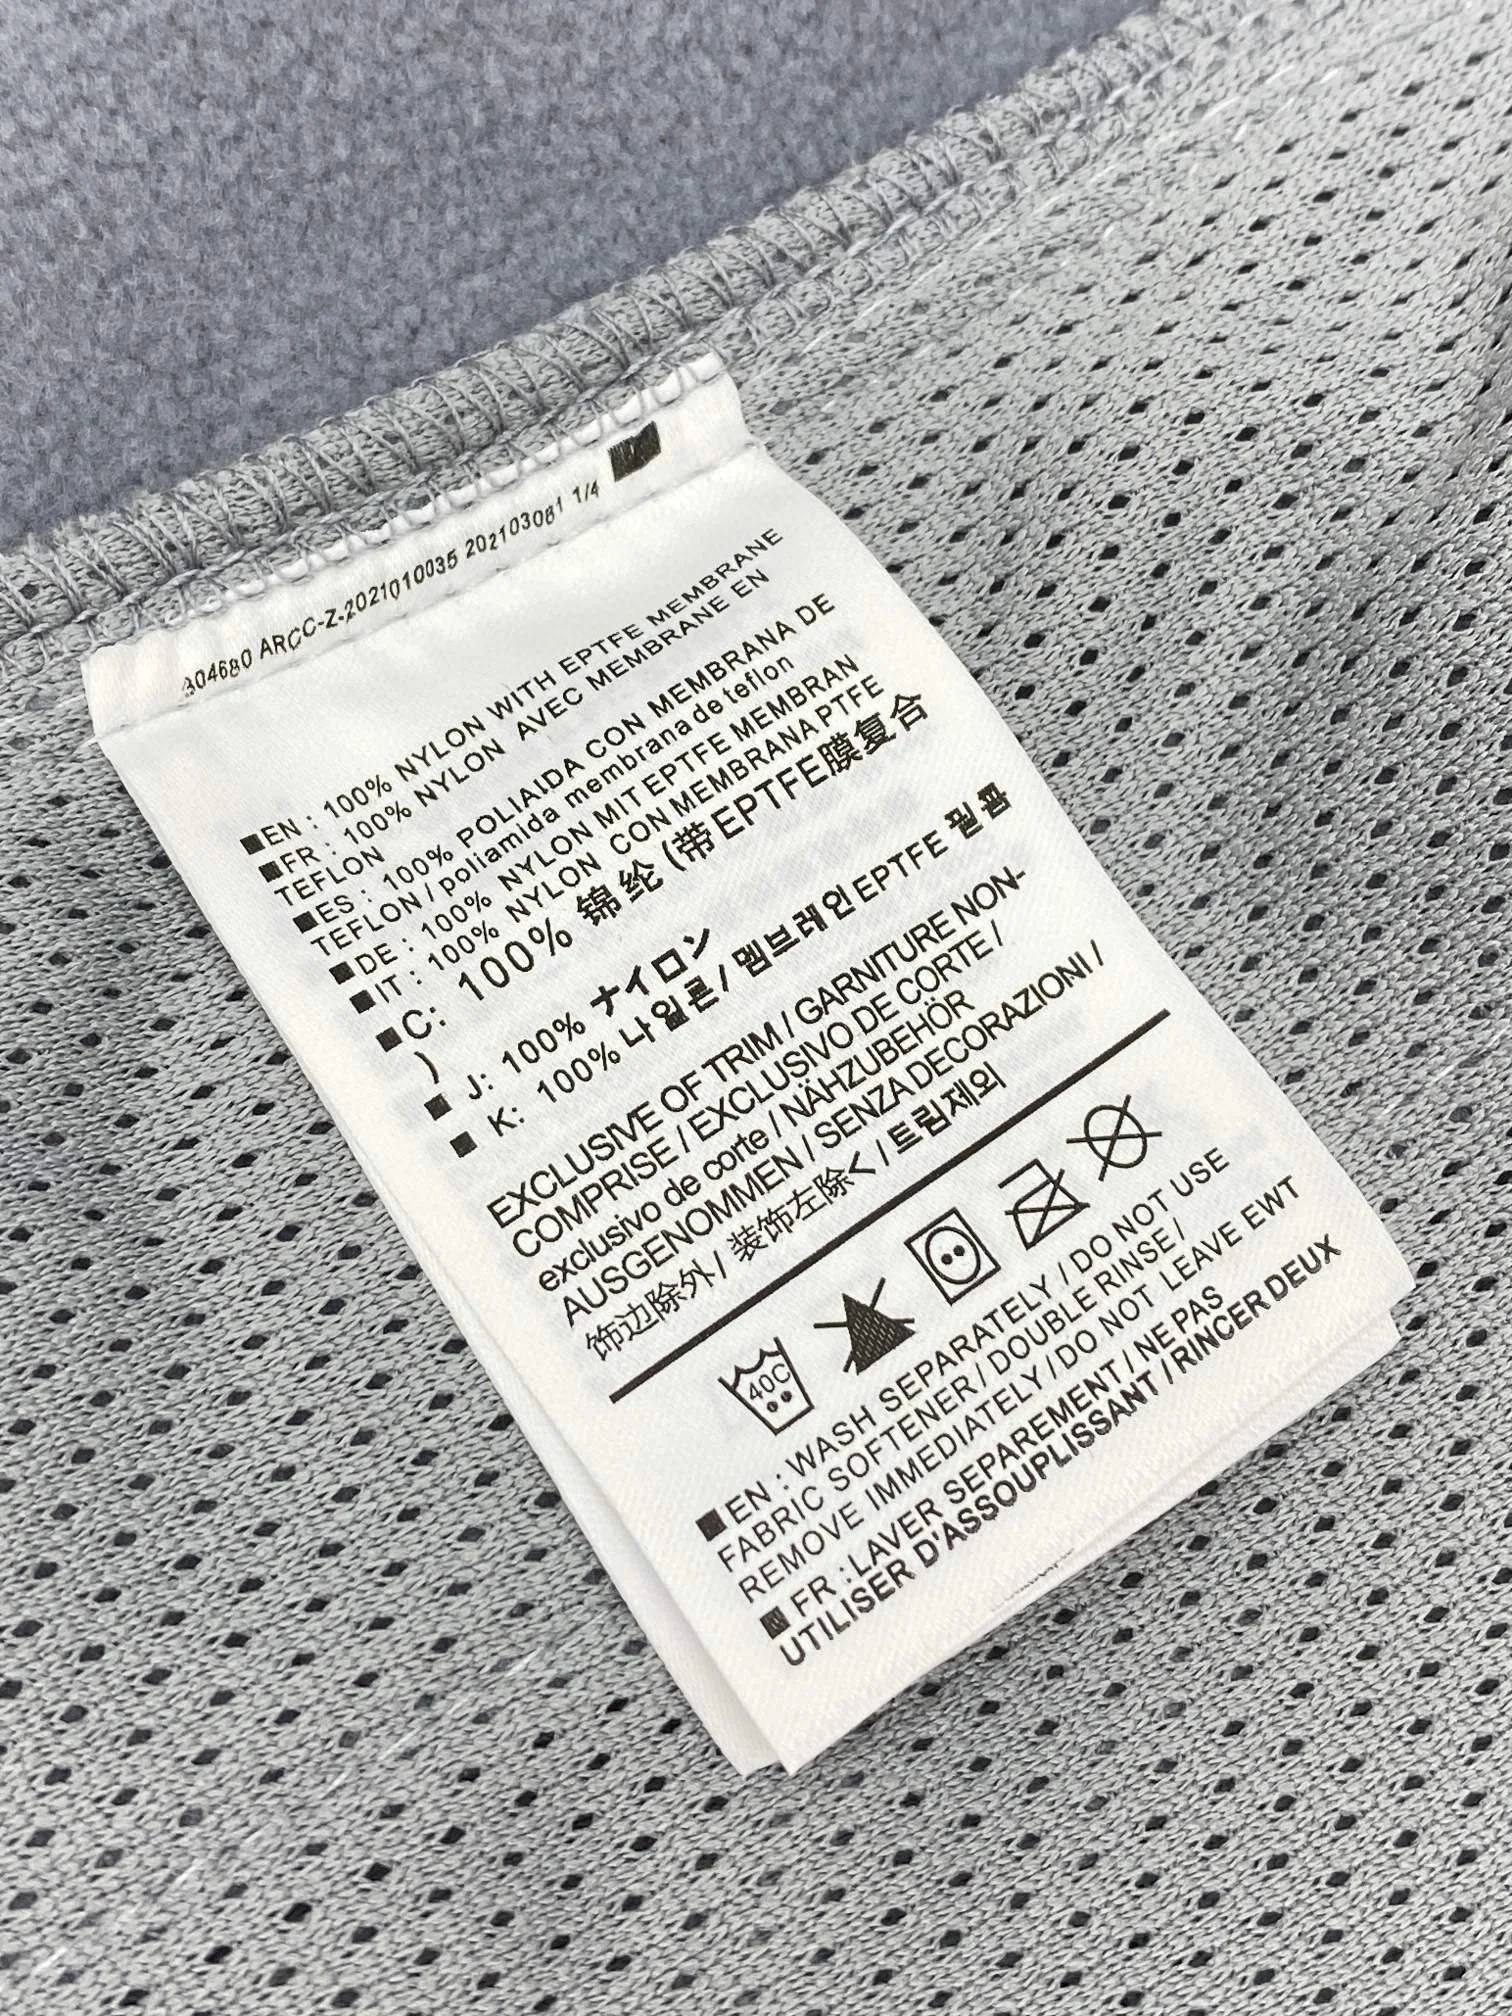 304680 ARCC-Z-2021010035 202103081 1/4
■EN : 100% NYLON WITH EPTFE MEMBRANE
■FR : 100% NYLON AVEC MEMBRANE EN
TEFLON
■ES : 100% POLIAIDA CON MEMBRANA DE
TEFLON / poliamida membrana de teflon
■DE : 100% NYLON MIT EPTFE MEMBRAN
■IT : 100% NYLON CON MEMBRANA PTFE
■C: 100% 锦纶 (带EPTFE膜复合
)
■ J: 100% ナイロン
■ K: 100% 나일론 / 멤브레인 EPTFE 필름
EXCLUSIVE OF TRIM / GARNITURE NON-
COMPRISE / EXCLUSIVO DE CORTE /
exclusivo de corte / NÄHZUBEHÖR
AUSGENOMMEN / SENZA DECORAZIONI /
饰边除外 / 装饰左除く / 트림제외
40C
■EN : WASH SEPARATELY / DO NOT USE
FABRIC SOFTENER / DOUBLE RINSE /
REMOVE IMMEDIATELY / DO NOT LEAVE EWT
■ FR : LAVER SEPAREMENT / NE PAS
UTILISER D'ASSOUPLISSANT / RINCER DEUX